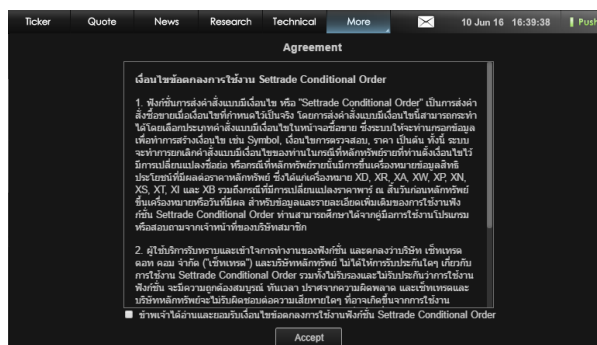 Ticker Quote News Research Technical More 10 Jun 16 16:39:38 Push
Agreement
เงื่อนไขข้อตกลงการใช้งาน Settrade Conditional Order
1. ฟังก์ชั่นการส่งคำสั่งแบบมีเงื่อนไข หรือ "Settrade Conditional Order" เป็นการส่งคำ
สั่งซื้อขายเมื่อเงื่อนไขที่กำหนดไว้เป็นจริง โดยการส่งคำสั่งแบบมีเงื่อนไขนี้สามารถกระทำ
ได้โดยเลือกประเภทคำสั่งแบบมีเงื่อนไขในหน้าจอซื้อขาย ซึ่งระบบให้จะท่านกรอกข้อมูล
เพื่อทำการสร้างเงื่อนไข เช่น Symbol, เงื่อนไขการตรวจสอบ, ราคา เป็นต้น ทั้งนี้ ระบบ
จะทำการยกเลิกคำสั่งแบบมีเงื่อนไขของท่านในกรณีที่หลักทรัพย์รายที่ท่านตั้งเงื่อนไขไว้
มีการเปลี่ยนแปลงชื่อย่อ หรือกรณีที่หลักทรัพย์รายนั้นมีการขึ้นเครื่องหมายข้อมูลสิทธิ
ประโยชน์ที่มีผลต่อราคาหลักทรัพย์ ซึ่งได้แก่เครื่องหมาย XD, XR, XA, XW, XP, XN,
XS, XT, XI และ XB รวมถึงกรณีที่มีการเปลี่ยนแปลงราคาพาร์ ณ สิ้นวันก่อนหลักทรัพย์
ขึ้นเครื่องหมายหรือวันที่มีผล สำหรับข้อมูลและรายละเอียดเพิ่มเติมของการใช้งานฟัง
ก์ชั่น Settrade Conditional Order ท่านสามารถศึกษาได้จากคู่มือการใช้งานโปรแกรม
หรือสอบถามจากเจ้าหน้าที่ของบริษัทสมาชิก
2. ผู้ใช้บริการรับทราบและเข้าใจการทำงานของฟังก์ชั่น และตกลงว่าบริษัท เซ็ทเทรด
ดอท คอม จำกัด ("เซ็ทเทรด") และบริษัทหลักทรัพย์ ไม่ได้ให้การรับประกันใดๆ เกี่ยวกับ
การใช้งาน Settrade Conditional Order รวมทั้งไม่รับรองและไม่รับประกันว่าการใช้งาน
ฟังก์ชั่น จะมีความถูกต้องสมบูรณ์ ทันเวลา ปราศจากความผิดพลาด และเซ็ทเทรดและ
บริษัทหลักทรัพย์จะไม่รับผิดชอบต่อความเสียหายใดๆ ที่อาจเกิดขึ้นจากการใช้งาน
ข้าพเจ้าได้อ่านและยอมรับเงื่อนไขข้อตกลงการใช้งานฟังก์ชั่น Settrade Conditional Order
Accept